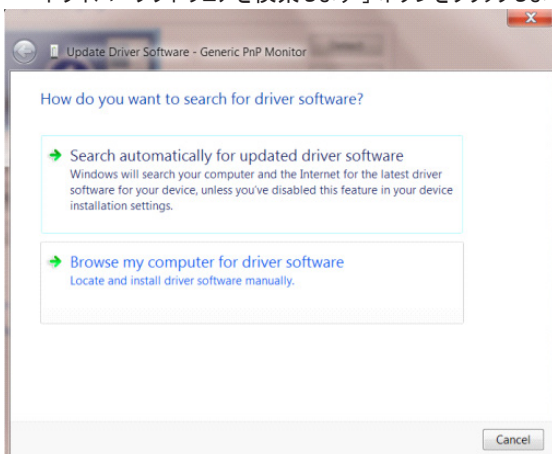 Update Driver Software - Generic PnP Monitor
How do you want to search for driver software?
Search automatically for updated driver software
Windows will search your computer and the Internet for the latest driver
software for your device, unless you've disabled this feature in your device
installation settings.
Browse my computer for driver software
Locate and install driver software manually.
Cancel